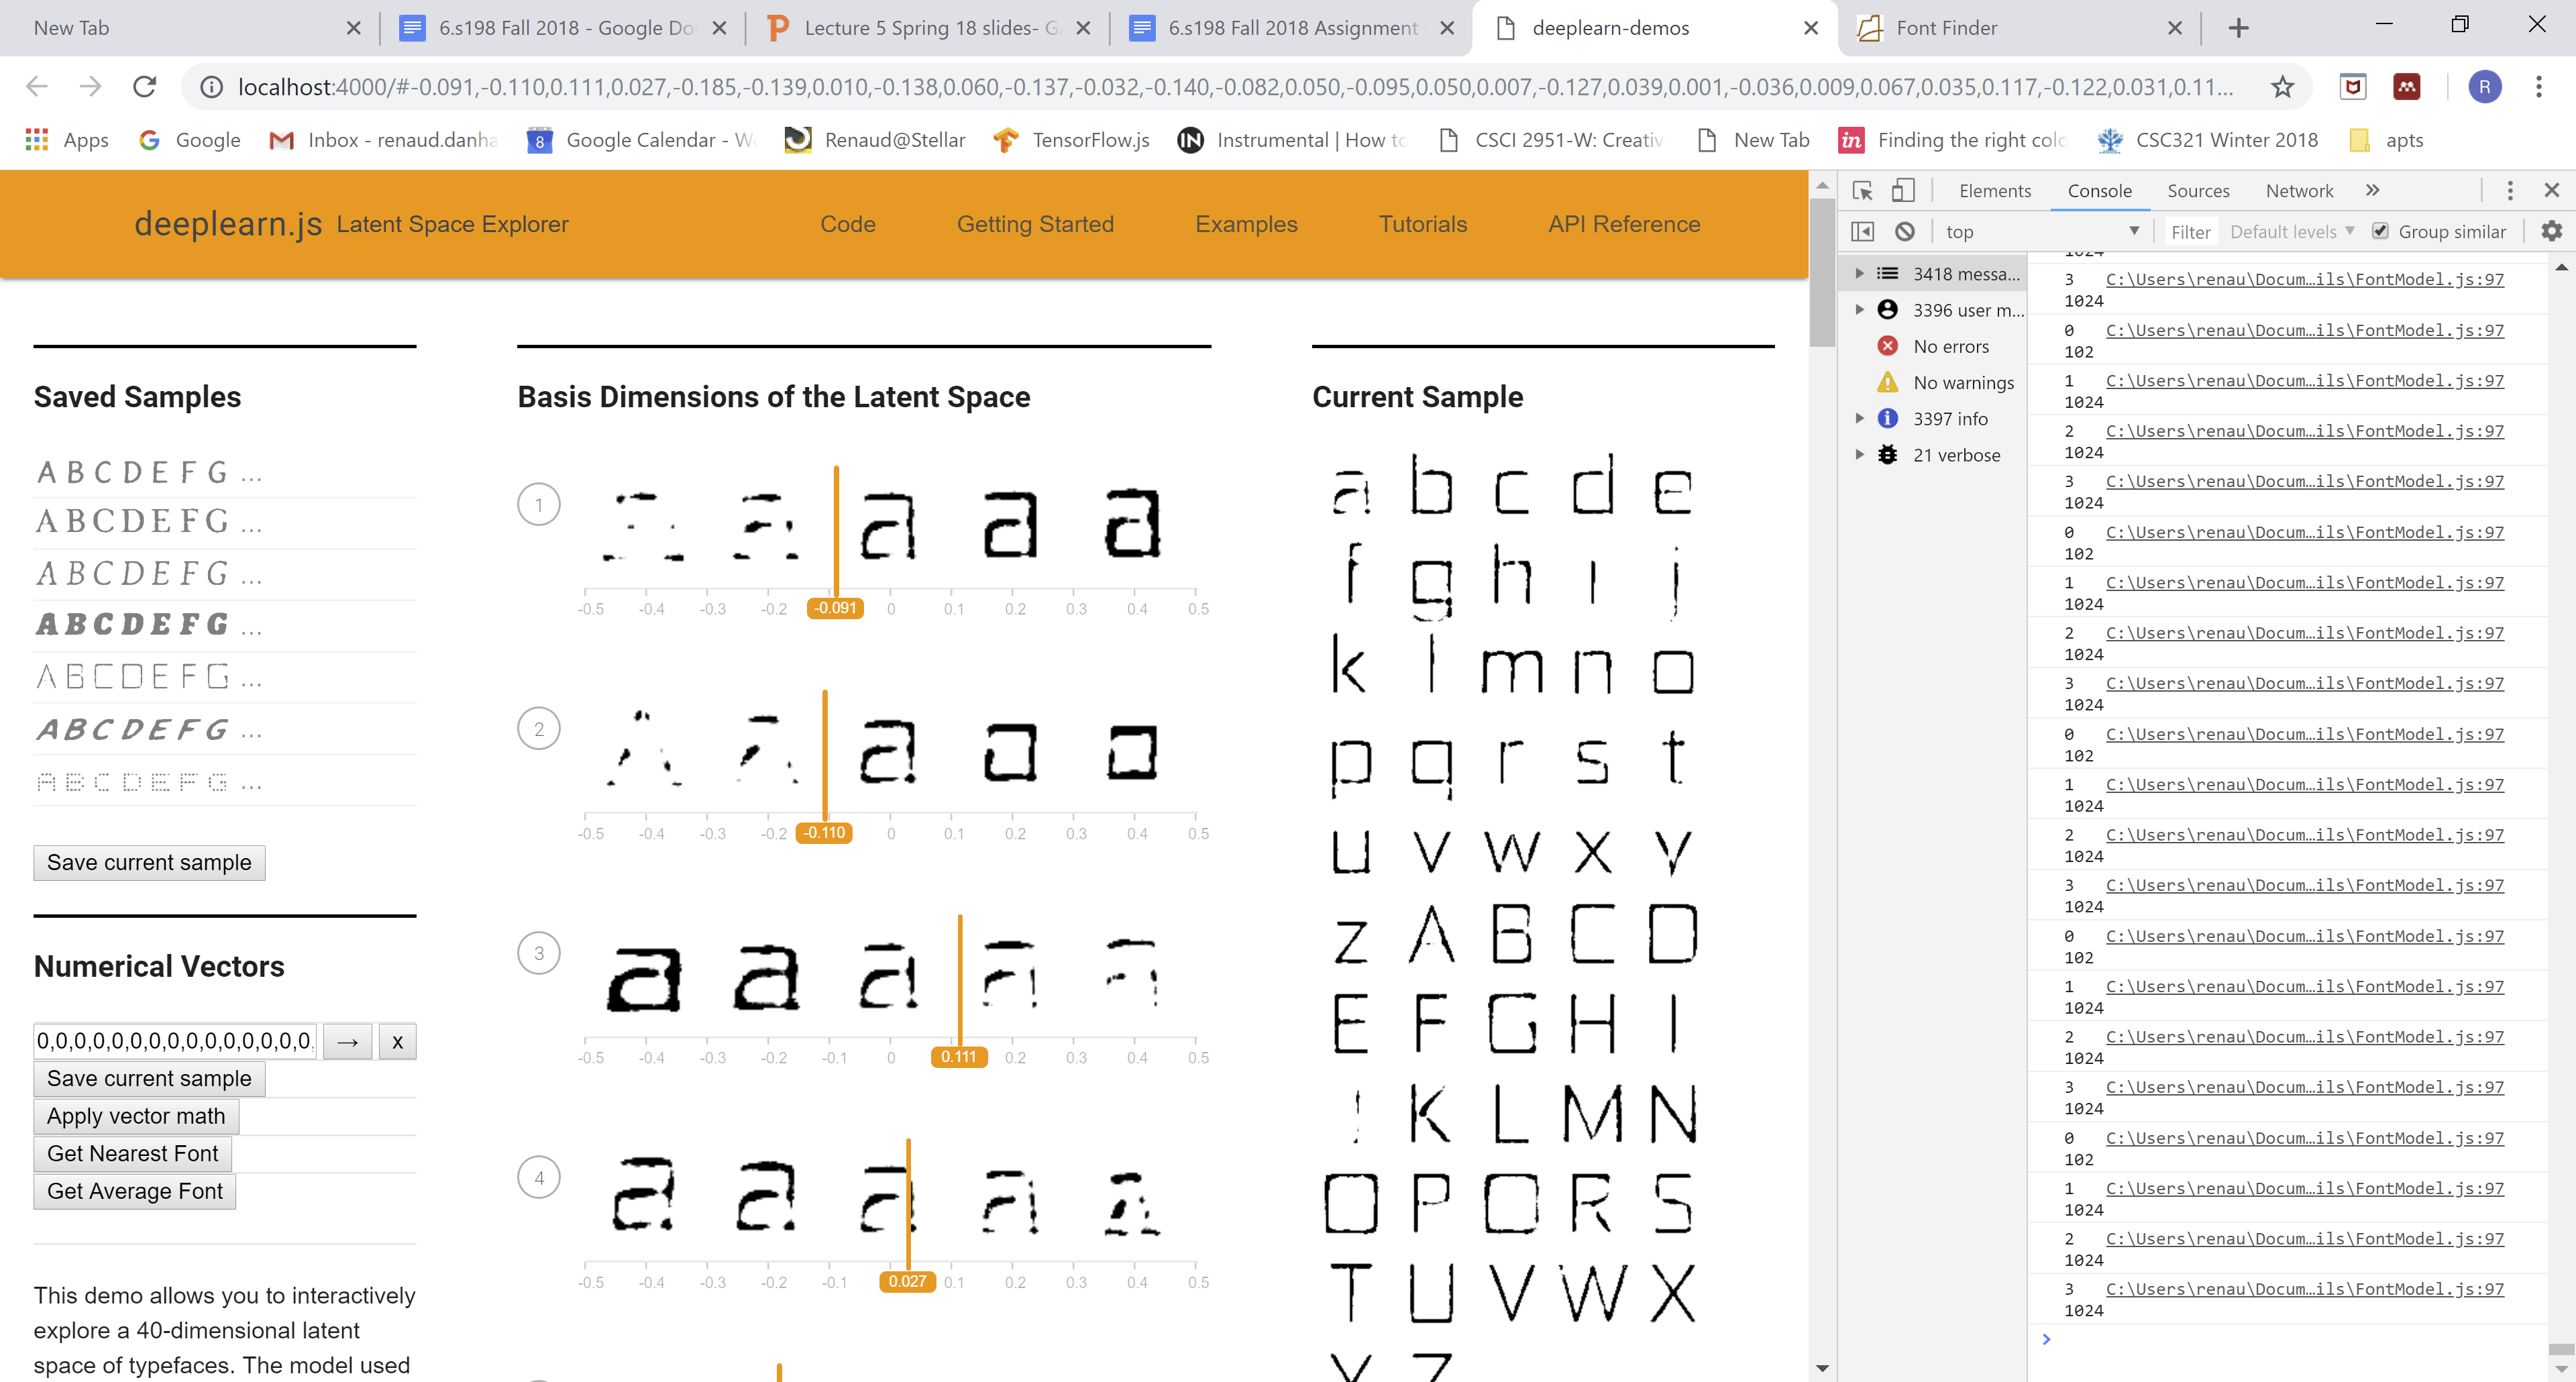 New Tab
6.s198 Fall 2018 - Google Do
Lecture 5 Spring 18 slides- G
6.s198 Fall 2018 Assignment
deeplearn-demos
Font Finder
localhost:4000/#-0.091,-0.110,0.111,0.027,-0.185,-0.139,0.010,-0.138,0.060,-0.137,-0.032,-0.140,-0.082,0.050,-0.095,0.050,0.007,-0.127,0.039,0.001,-0.036,0.009,0.067,0.035,0.117,-0.122,0.031,0.11...
R
Apps
Google
Inbox - renaud.danha
8
Google Calendar - W
Renaud@Stellar
TensorFlow.js
IN
Instrumental | How to
CSCI 2951-W: Creativ
New Tab
in
Finding the right colo
CSC321 Winter 2018
apts
deeplearn.js Latent Space Explorer
Code
Getting Started
Examples
Tutorials
API Reference
Saved Samples
A B C D E F G ...
A B C D E F G ...
A B C D E F G ...
A B C D E F G ...
A B C D E F G ...
A B C D E F G ...
A B C D E F G ...
Save current sample
Numerical Vectors
0,0,0,0,0,0,0,0,0,0,0,0,0,0,0. → x
Save current sample
Apply vector math
Get Nearest Font
Get Average Font
This demo allows you to interactively
explore a 40-dimensional latent
space of typefaces. The model used
Basis Dimensions of the Latent Space
1
a a a a
-0.5 -0.4 -0.3 -0.2 -0.091 0 0.1 0.2 0.3 0.4 0.5
2
a o o
-0.5 -0.4 -0.3 -0.2 -0.110 0 0.1 0.2 0.3 0.4 0.5
3
a a a a
-0.5 -0.4 -0.3 -0.2 -0.1 0 0.111 0.2 0.3 0.4 0.5
4
a a a a a
-0.5 -0.4 -0.3 -0.2 -0.1 0.027 0.1 0.2 0.3 0.4 0.5
Current Sample
a b c d e
f g h i j
k l m n o
p q r s t
u v w x y
z A B C D
E F G H I
J K L M N
O P Q R S
T U V W X
Y Z
Elements
Console
Sources
Network
»
top
Filter
Default levels
Group similar
3418 messa...
3396 user m...
No errors
No warnings
3397 info
21 verbose
1024
3 C:\Users\renau\Docum…ils\FontModel.js:97
1024
0 C:\Users\renau\Docum…ils\FontModel.js:97
102
1 C:\Users\renau\Docum…ils\FontModel.js:97
1024
2 C:\Users\renau\Docum…ils\FontModel.js:97
1024
3 C:\Users\renau\Docum…ils\FontModel.js:97
1024
0 C:\Users\renau\Docum…ils\FontModel.js:97
102
1 C:\Users\renau\Docum…ils\FontModel.js:97
1024
2 C:\Users\renau\Docum…ils\FontModel.js:97
1024
3 C:\Users\renau\Docum…ils\FontModel.js:97
1024
0 C:\Users\renau\Docum…ils\FontModel.js:97
102
1 C:\Users\renau\Docum…ils\FontModel.js:97
1024
2 C:\Users\renau\Docum…ils\FontModel.js:97
1024
3 C:\Users\renau\Docum…ils\FontModel.js:97
1024
0 C:\Users\renau\Docum…ils\FontModel.js:97
102
1 C:\Users\renau\Docum…ils\FontModel.js:97
1024
2 C:\Users\renau\Docum…ils\FontModel.js:97
1024
3 C:\Users\renau\Docum…ils\FontModel.js:97
1024
0 C:\Users\renau\Docum…ils\FontModel.js:97
102
1 C:\Users\renau\Docum…ils\FontModel.js:97
1024
2 C:\Users\renau\Docum…ils\FontModel.js:97
1024
3 C:\Users\renau\Docum…ils\FontModel.js:97
1024